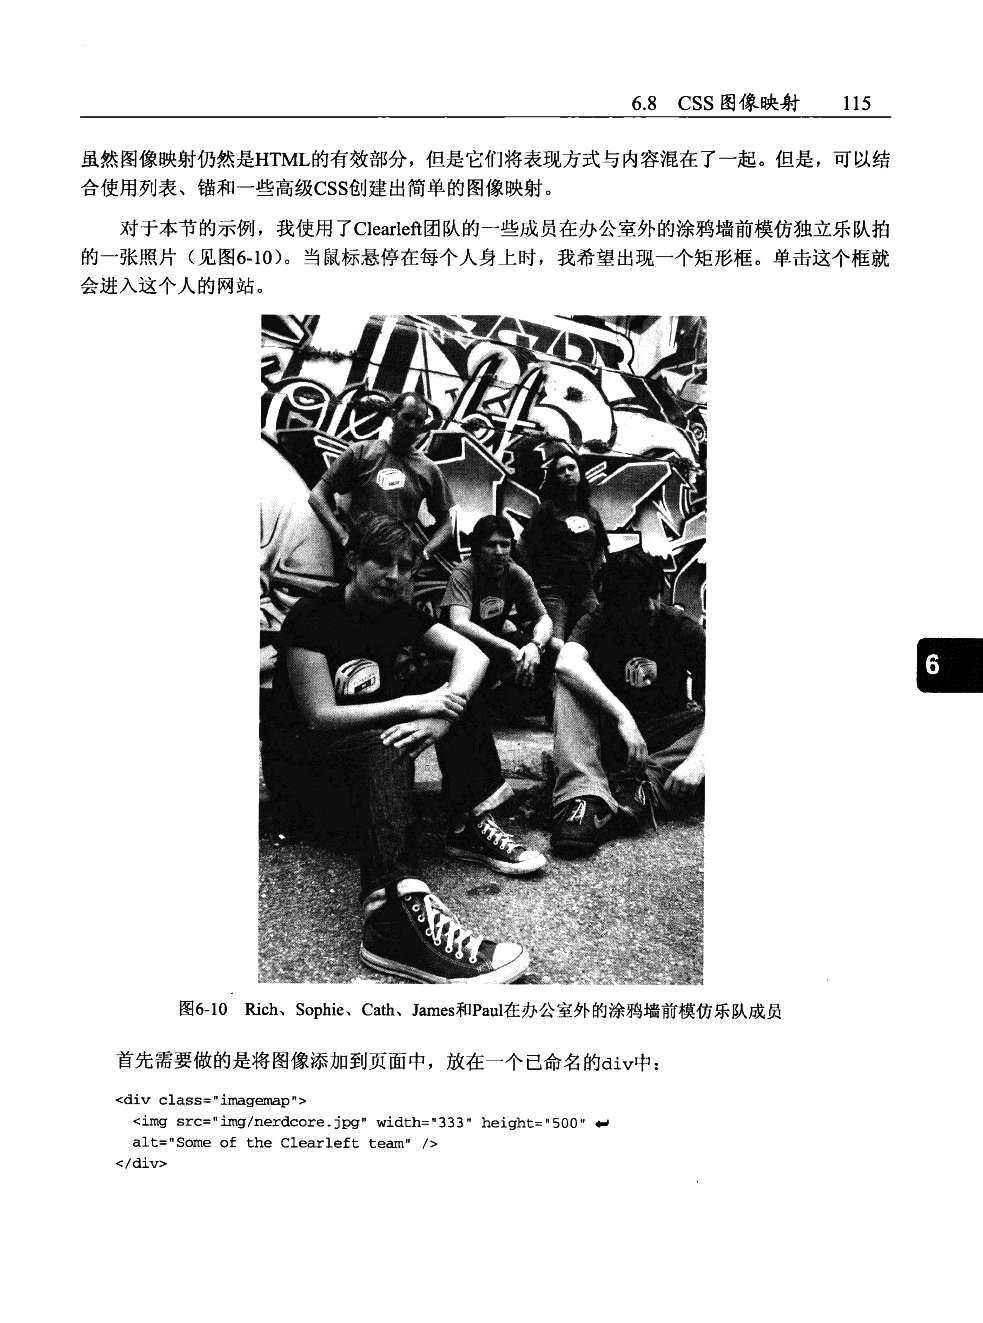 6.8 CSS 图像映射 115
虽然图像映射仍然是HTML的有效部分，但是它们将表现方式与内容混在了一起。但是，可以结
合使用列表、锚和一些高级CSS创建出简单的图像映射。
对于本节的示例，我使用了Clearleft团队的一些成员在办公室外的涂鸦墙前模仿独立乐队拍
的一张照片（见图6-10）。当鼠标悬停在每个人身上时，我希望出现一个矩形框。单击这个框就
会进入这个人的网站。
6
图6-10 Rich、Sophie、Cath、James和Paul在办公室外的涂鸦墙前模仿乐队成员
首先需要做的是将图像添加到页面中，放在一个已命名的div中：
<div class="imagemap">
<img src="img/nerdcore.jpg" width="333" height="500" ↵
alt="Some of the Clearleft team" />
</div>